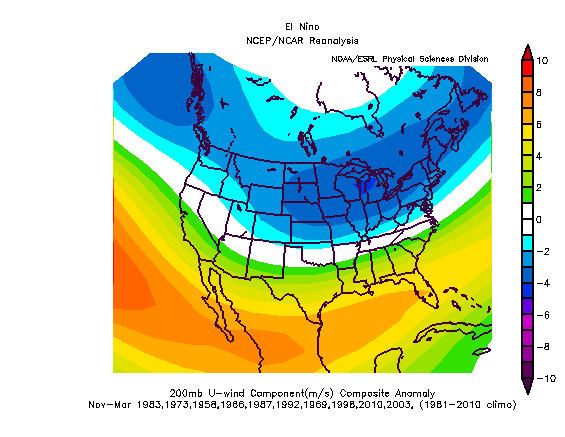 El Nino
NCEP/NCAR Reanalysis
NOAA/ESRL Physical Sciences Division
10
8
6
4
2
0
-2
-4
-6
-8
-10
200mb U-wind Component(m/s) Composite Anomaly
Nov-Mar 1983,1973,1958,1966,1987,1992,1969,1998,2010,2003, (1981-2010 climo)